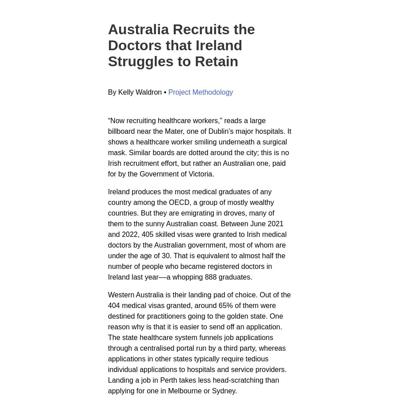 Australia Recruits the
Doctors that Ireland
Struggles to Retain
By Kelly Waldron • Project Methodology
“Now recruiting healthcare workers,” reads a large
billboard near the Mater, one of Dublin’s major hospitals. It
shows a healthcare worker smiling underneath a surgical
mask. Similar boards are dotted around the city; this is no
Irish recruitment effort, but rather an Australian one, paid
for by the Government of Victoria.
Ireland produces the most medical graduates of any
country among the OECD, a group of mostly wealthy
countries. But they are emigrating in droves, many of
them to the sunny Australian coast. Between June 2021
and 2022, 405 skilled visas were granted to Irish medical
doctors by the Australian government, most of whom are
under the age of 30. That is equivalent to almost half the
number of people who became registered doctors in
Ireland last year—a whopping 888 graduates.
Western Australia is their landing pad of choice. Out of the
404 medical visas granted, around 65% of them were
destined for practitioners going to the golden state. One
reason why is that it is easier to send off an application.
The state healthcare system funnels job applications
through a centralised portal run by a third party, whereas
applications in other states typically require tedious
individual applications to hospitals and service providers.
Landing a job in Perth takes less head-scratching than
applying for one in Melbourne or Sydney.